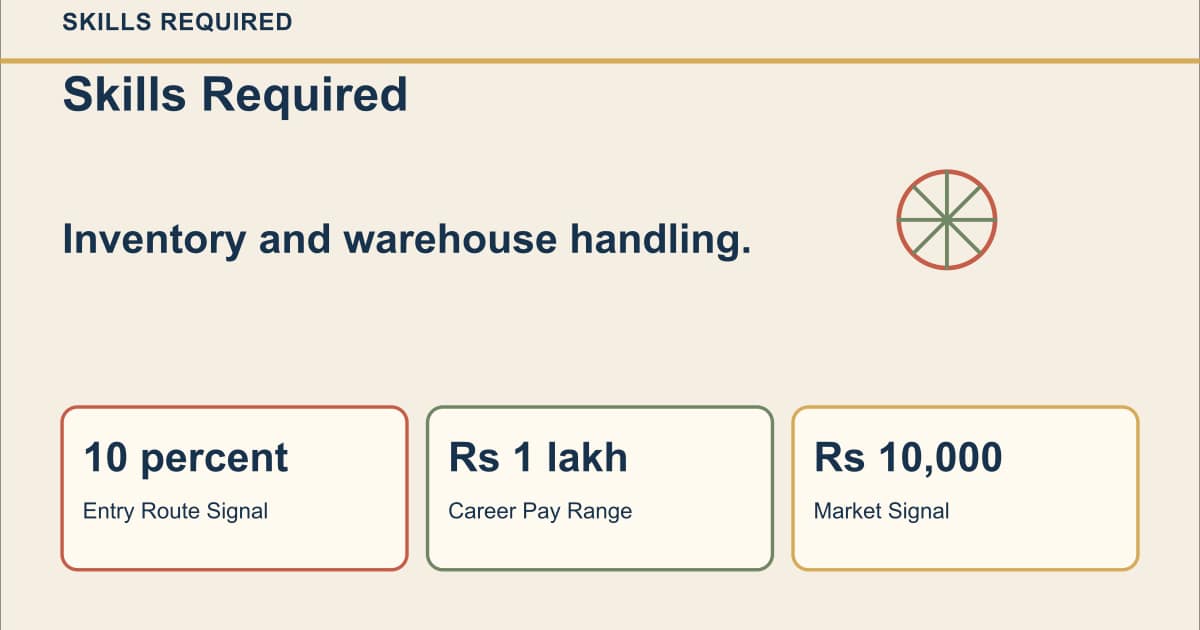 SKILLS REQUIRED
Skills Required
Inventory and warehouse handling.
10 percent
Entry Route Signal
Rs 1 lakh
Career Pay Range
Rs 10,000
Market Signal